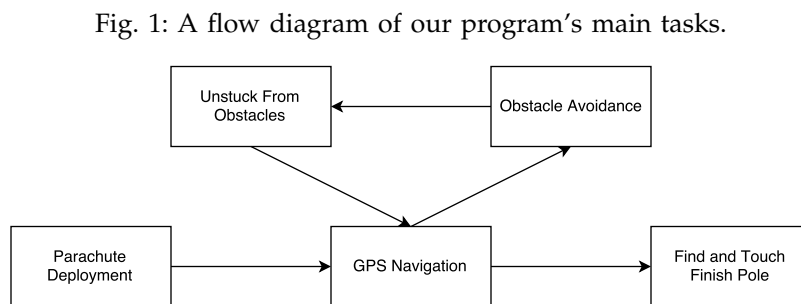 Fig. 1: A flow diagram of our program's main tasks.
Unstuck From
Obstacles
Obstacle Avoidance
Parachute
Deployment
GPS Navigation
Find and Touch
Finish Pole